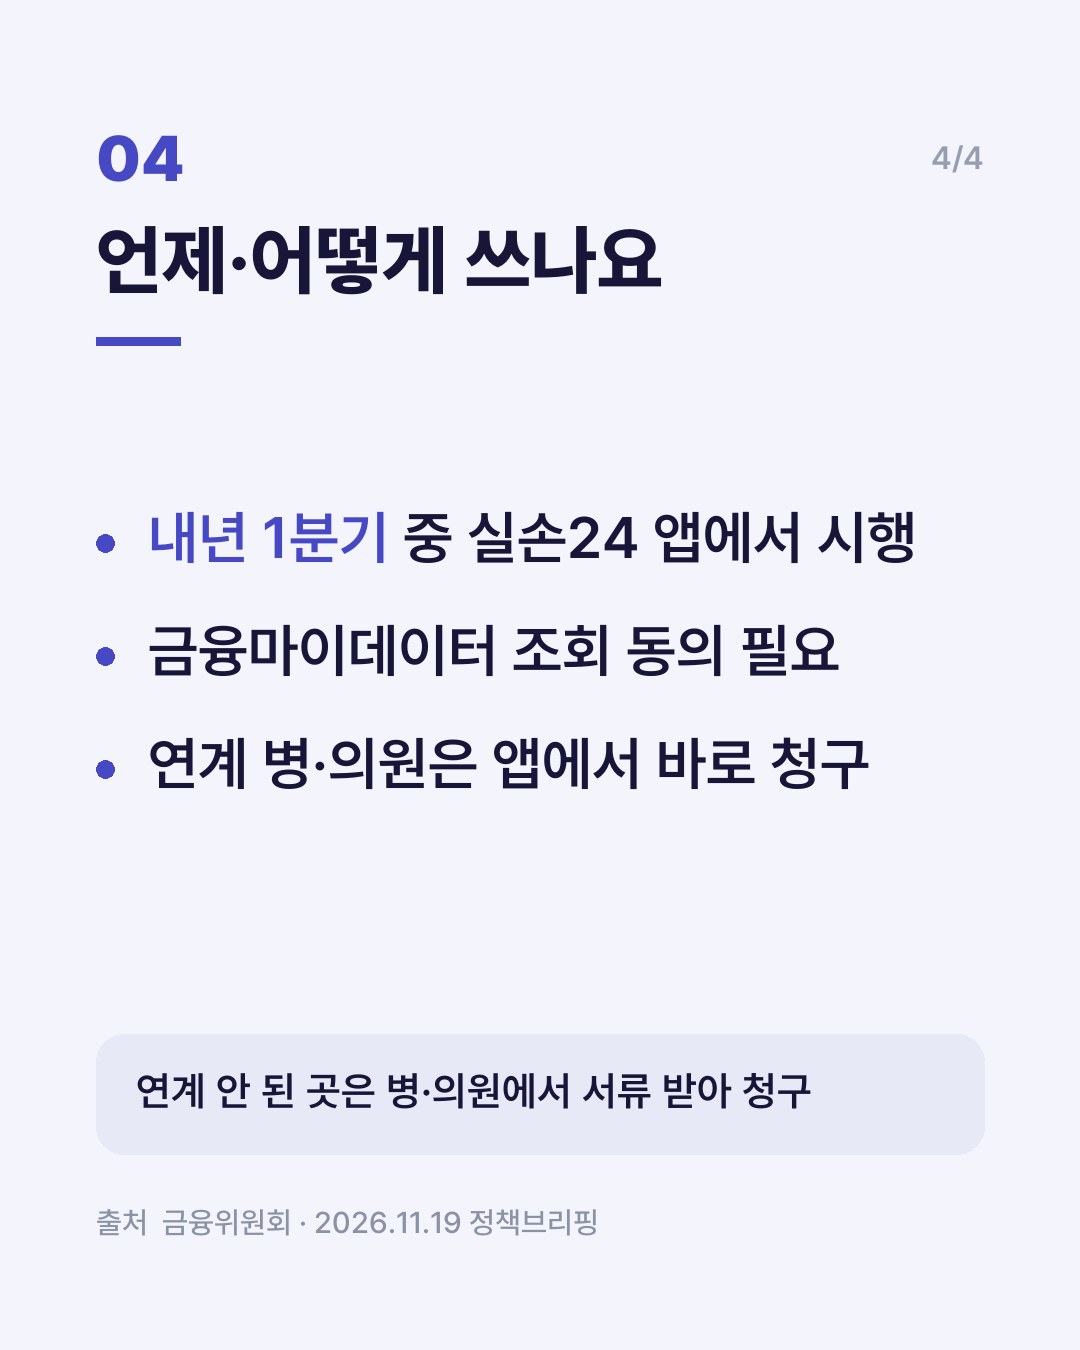 04
4/4
언제·어떻게 쓰나요
내년 1분기 중 실손24 앱에서 시행
금융마이데이터 조회 동의 필요
연계 병·의원은 앱에서 바로 청구
연계 안 된 곳은 병·의원에서 서류 받아 청구
출처 금융위원회 · 2026.11.19 정책브리핑